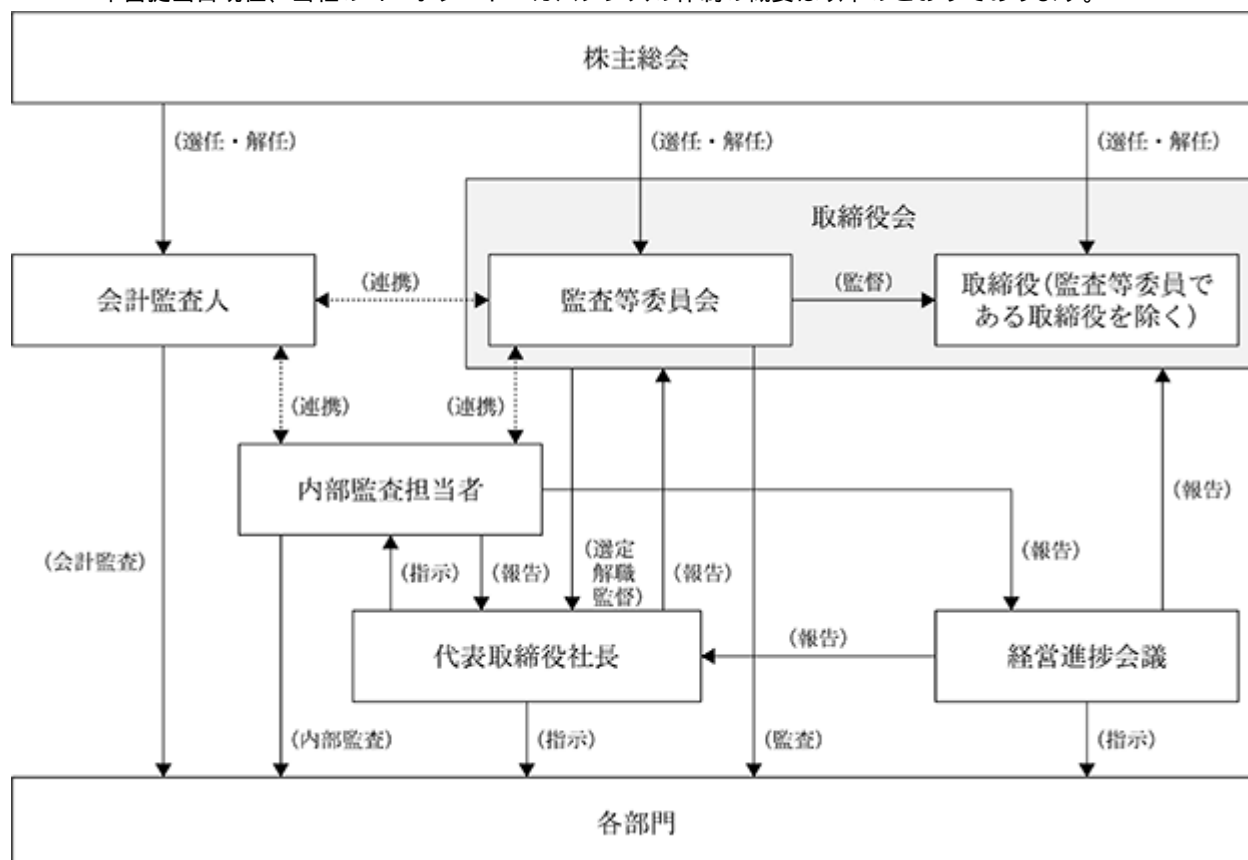 株主総会
(選任・解任)
(選任・解任)
(選任・解任)
取締役会
会計監査人
(連携)
監査等委員会
(監督)
取締役(監査等委員で
ある取締役を除く)
(連携)
(連携)
内部監査担当者
(報告)
(会計監査)
(指示)
(報告)
(選定
解職
監督)
(報告)
(報告)
代表取締役社長
(報告)
経営進捗会議
(内部監査)
(指示)
(監査)
(指示)
各部門